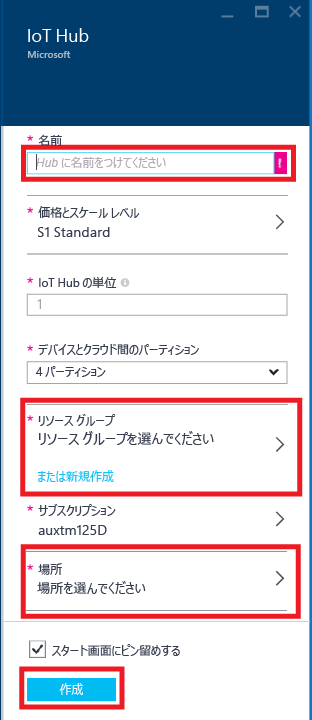 IoT Hub
Microsoft
* 名前
Hub に名前をつけてください
!
* 価格とスケール レベル
S1 Standard
* IoT Hub の単位
1
* デバイスとクラウド間のパーティション
4 パーティション
* リソース グループ
リソース グループを選んでください
または新規作成
* サブスクリプション
auxtm125D
* 場所
場所を選んでください
スタート画面にピン留めする
作成